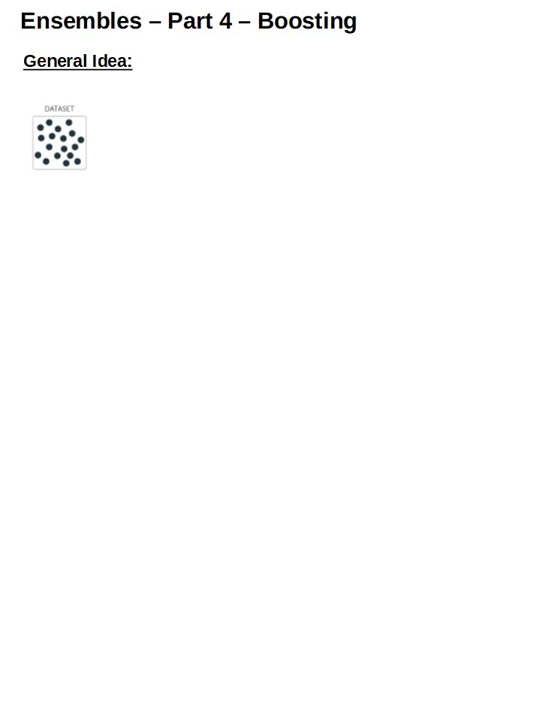 Ensembles – Part 4 – Boosting
General Idea:
DATASET